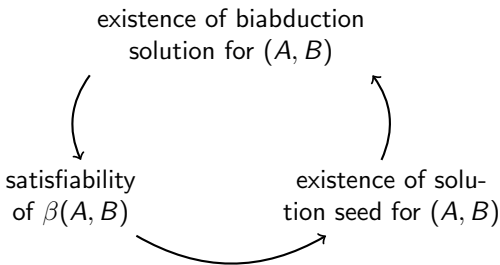 existence of biabduction
solution for (A, B)
satisfiability
of β(A, B)
existence of solu-
tion seed for (A, B)